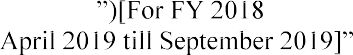 ”)[For FY 2018
April 2019 till September 2019]”